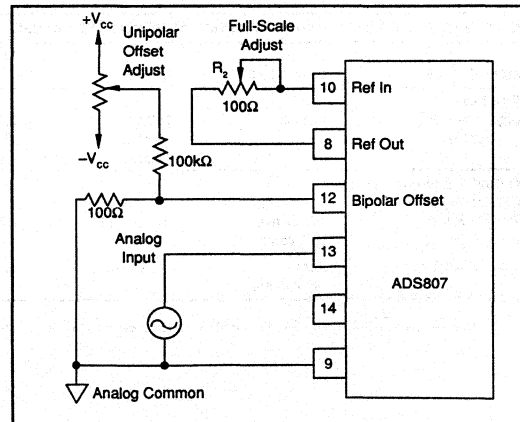 +Vcc
Unipolar
Offset
Adjust
−Vcc
100kΩ
100Ω
Full-Scale
Adjust
R₂
100Ω
10 Ref In
8 Ref Out
12 Bipolar Offset
Analog
Input
13
14
9
ADS807
Analog Common